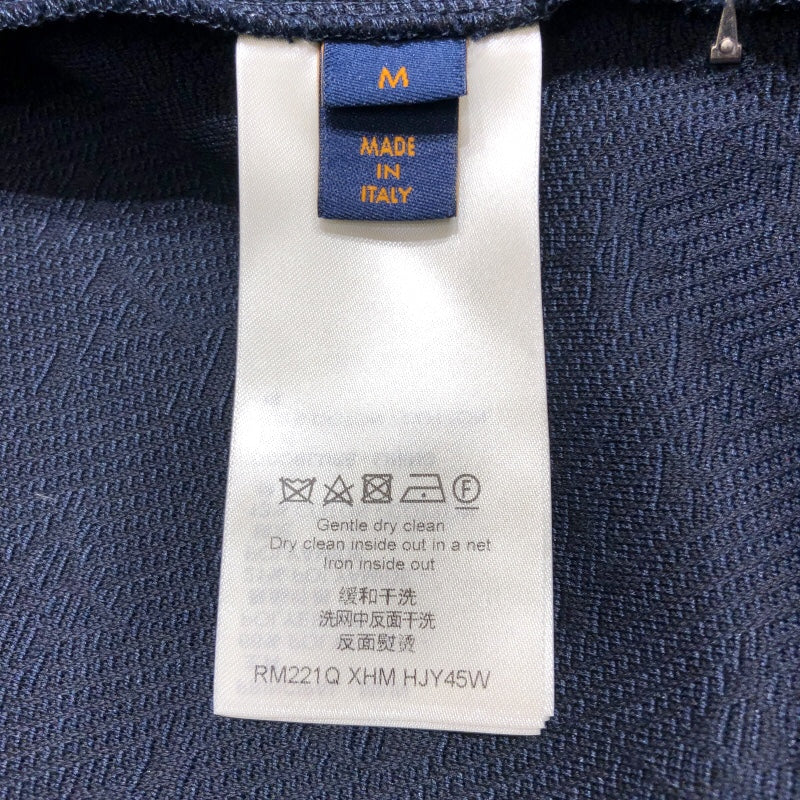 M
MADE
IN
ITALY
Gentle dry clean
Dry clean inside out in a net
Iron inside out
缓和干洗
洗网中反面干洗
反面熨烫
RM221Q XHM HJY45W